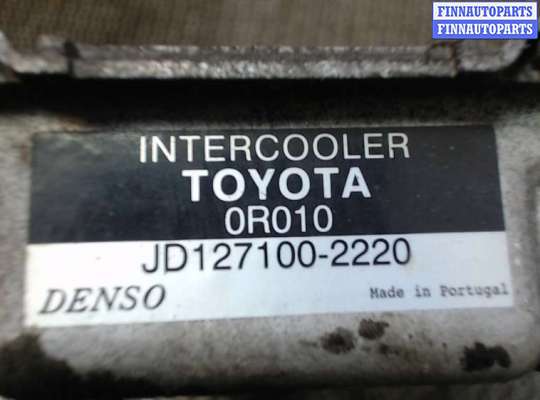 FINNAUTOPARTS
FINNAUTOPARTS
INTERCOOLER
TOYOTA
0R010
JD127100-2220
DENSO Made in Portugal